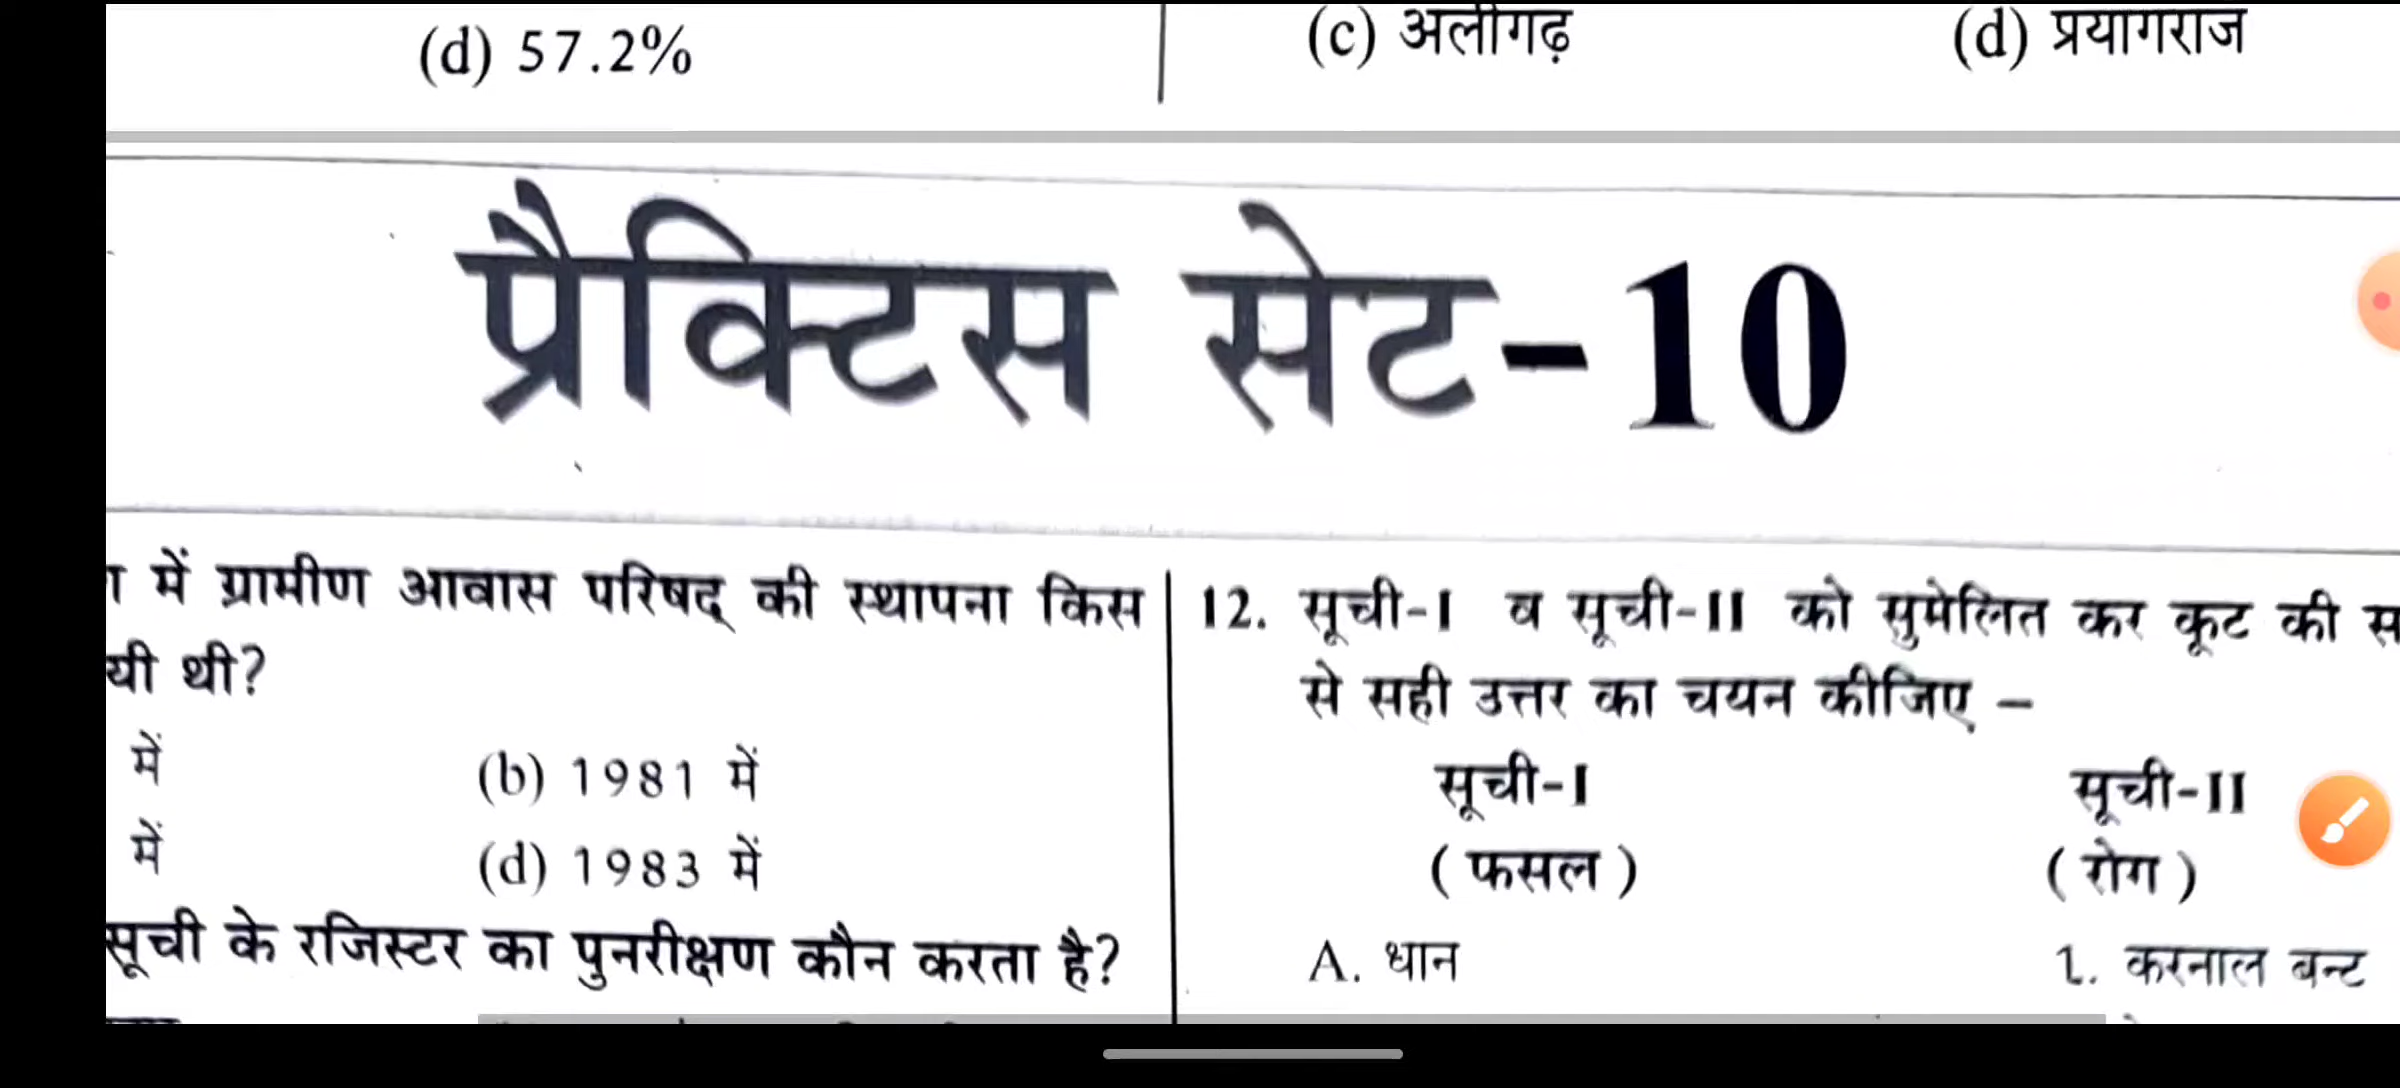 (d) 57.2%
(c) अलीगढ़ (d) प्रयागराज
प्रैक्टिस सेट-10
में ग्रामीण आवास परिषद् की स्थापना किस
यी थी?
में (b) 1981 में
में (d) 1983 में
सूची के रजिस्टर का पुनरीक्षण कौन करता है?
12. सूची-I व सूची-II को सुमेलित कर कूट की
से सही उत्तर का चयन कीजिए –
सूची-I सूची-II
(फसल) (रोग)
A. धान 1. करनाल बन्ट